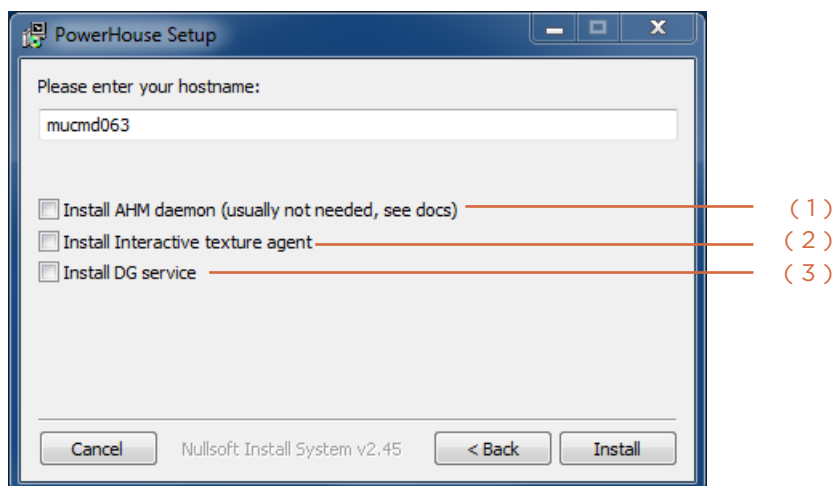 PowerHouse Setup
Please enter your hostname:
mucmd063
Install AHM daemon (usually not needed, see docs)
(1)
Install Interactive texture agent
(2)
Install DG service
(3)
Cancel
Nullsoft Install System v2.45
< Back
Install